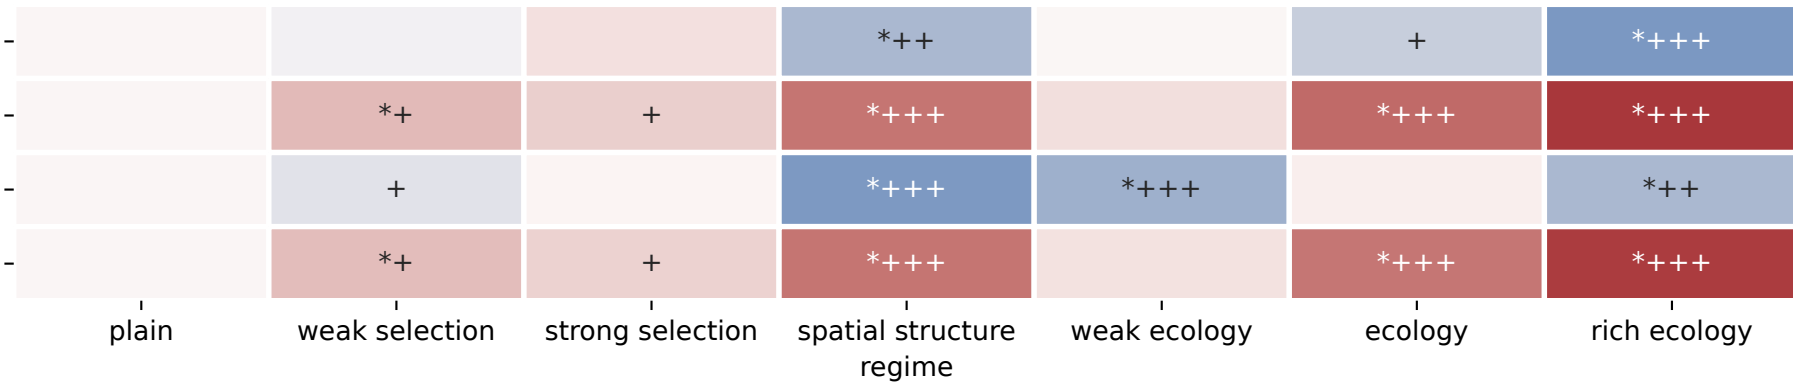 *++ + *+++
*+ + *+++ *+++ *+++
+ *+++ *+++ *++
*+ + *+++ *+++ *+++
plain weak selection strong selection spatial structure weak ecology ecology rich ecology
regime